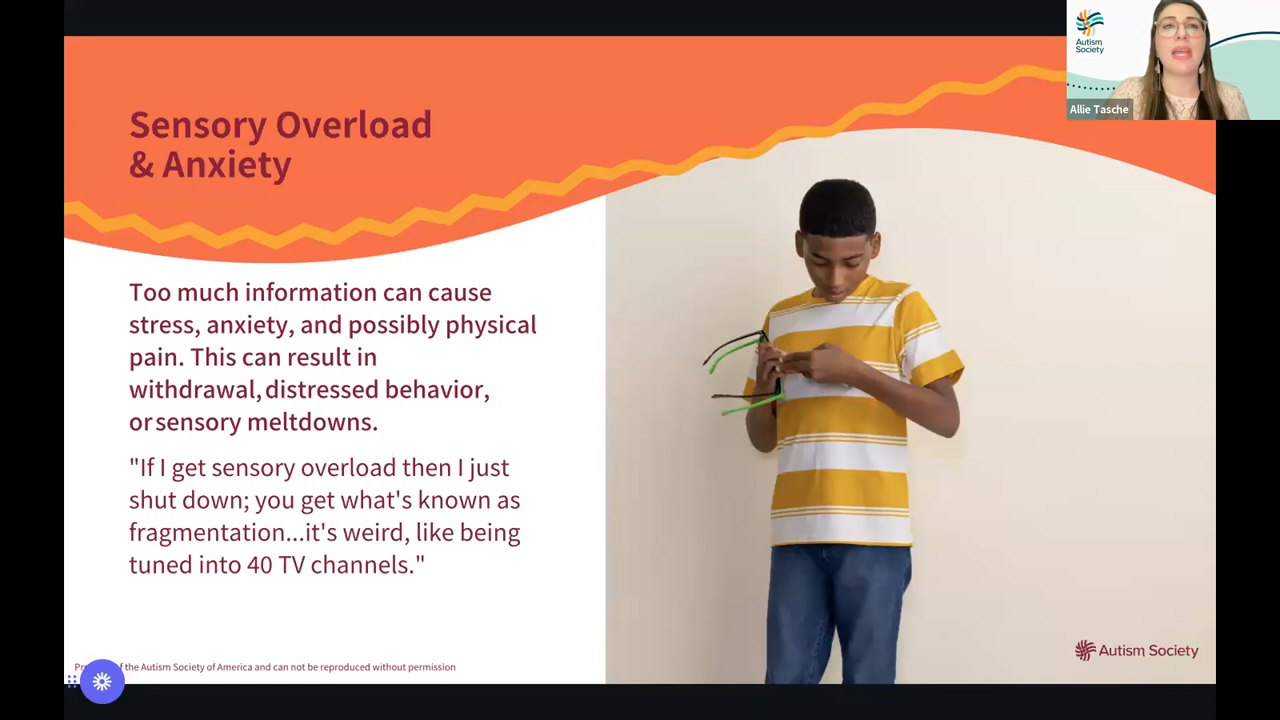 Autism
Society
Allie Tasche
Sensory Overload
& Anxiety
Too much information can cause
stress, anxiety, and possibly physical
pain. This can result in
withdrawal, distressed behavior,
or sensory meltdowns.
"If I get sensory overload then I just
shut down; you get what's known as
fragmentation...it's weird, like being
tuned into 40 TV channels."
Autism Society
of the Autism Society of America and can not be reproduced without permission